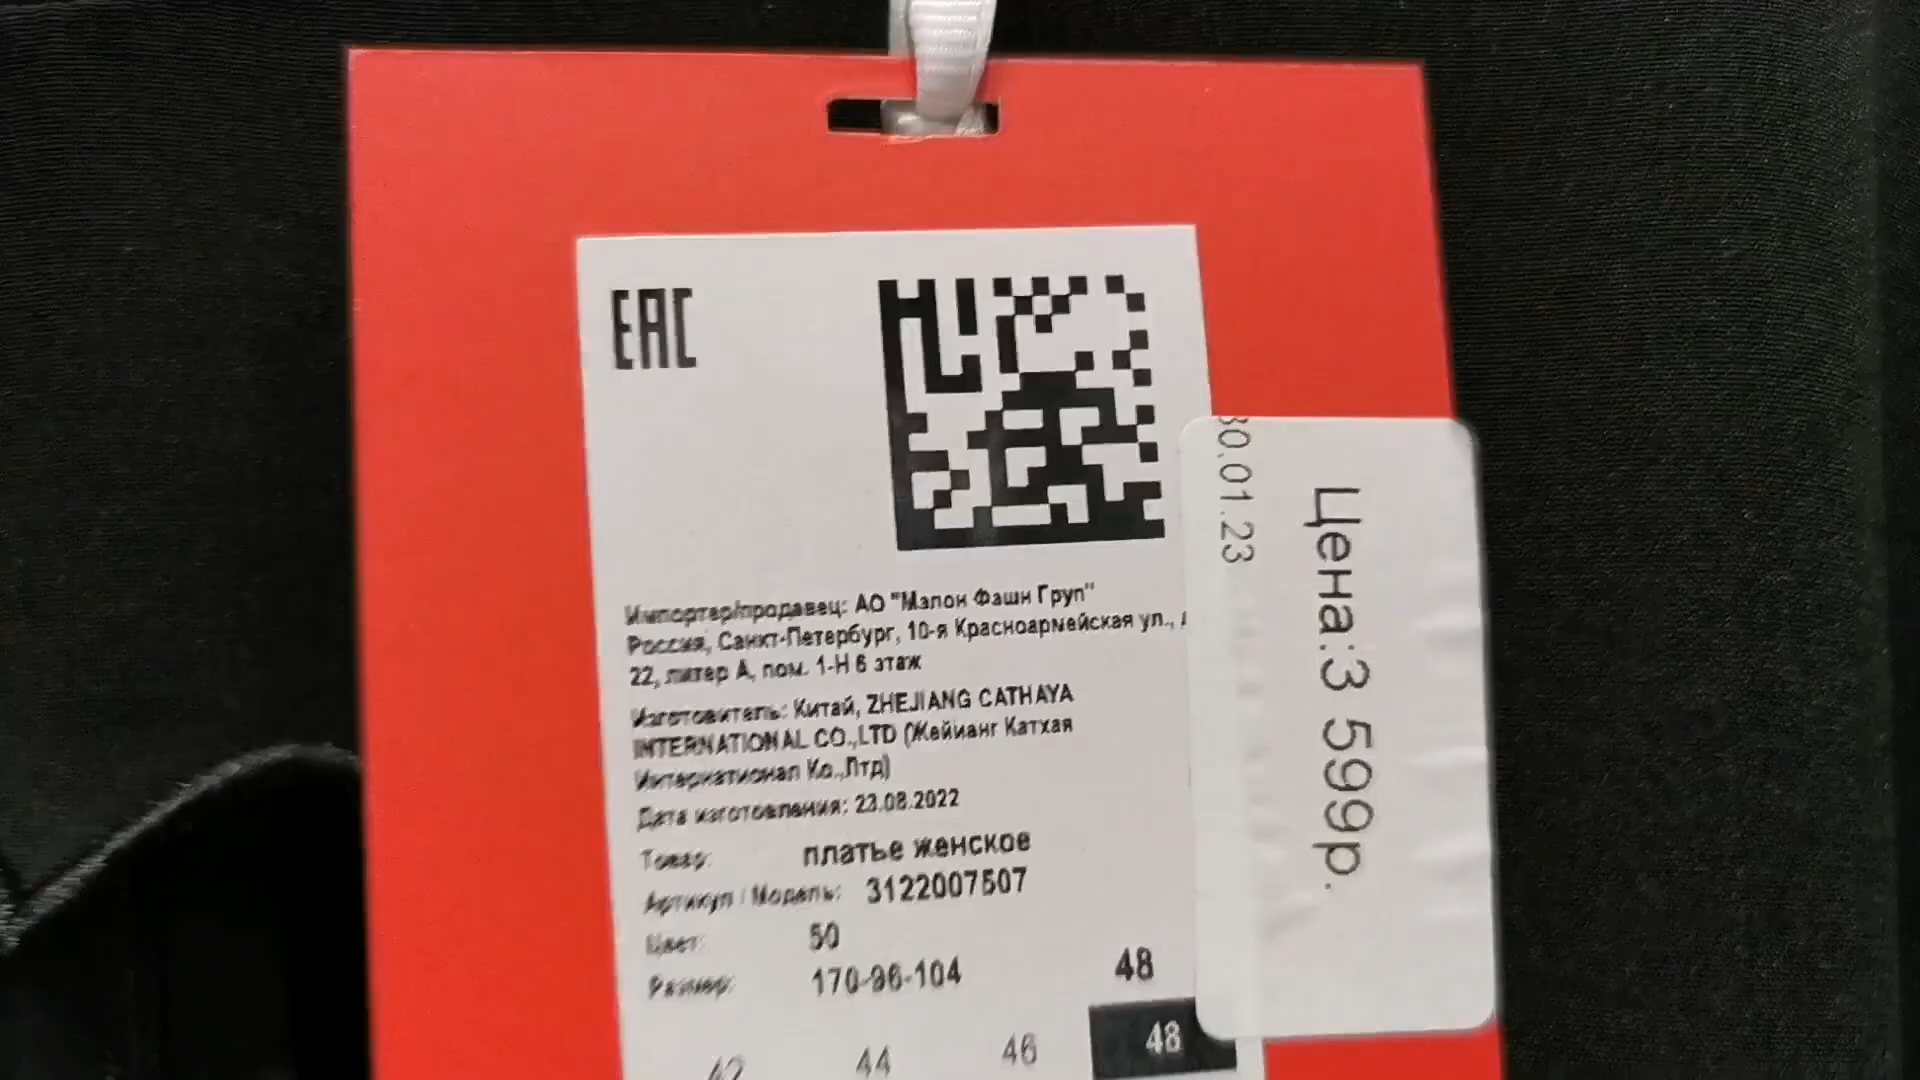 EAC
Импортер/продавец: АО "Мэлон Фашн Груп"
Россия, Санкт-Петербург, 10-я Красноармейская ул.,
22, литер А, пом. 1-Н 6 этаж
Изготовитель: Китай, ZHEJIANG CATHAYA
INTERNATIONAL CO.,LTD (Жейианг Катхая
Интернатионал Ко.,Лтд)
Дата изготовления: 23.08.2022
Товар: платье женское
Артикул / Модель: 3122007507
Цвет: 50
Размер: 170-96-104 48
42 44 46 48
30.01.23
Цена:3 599р.